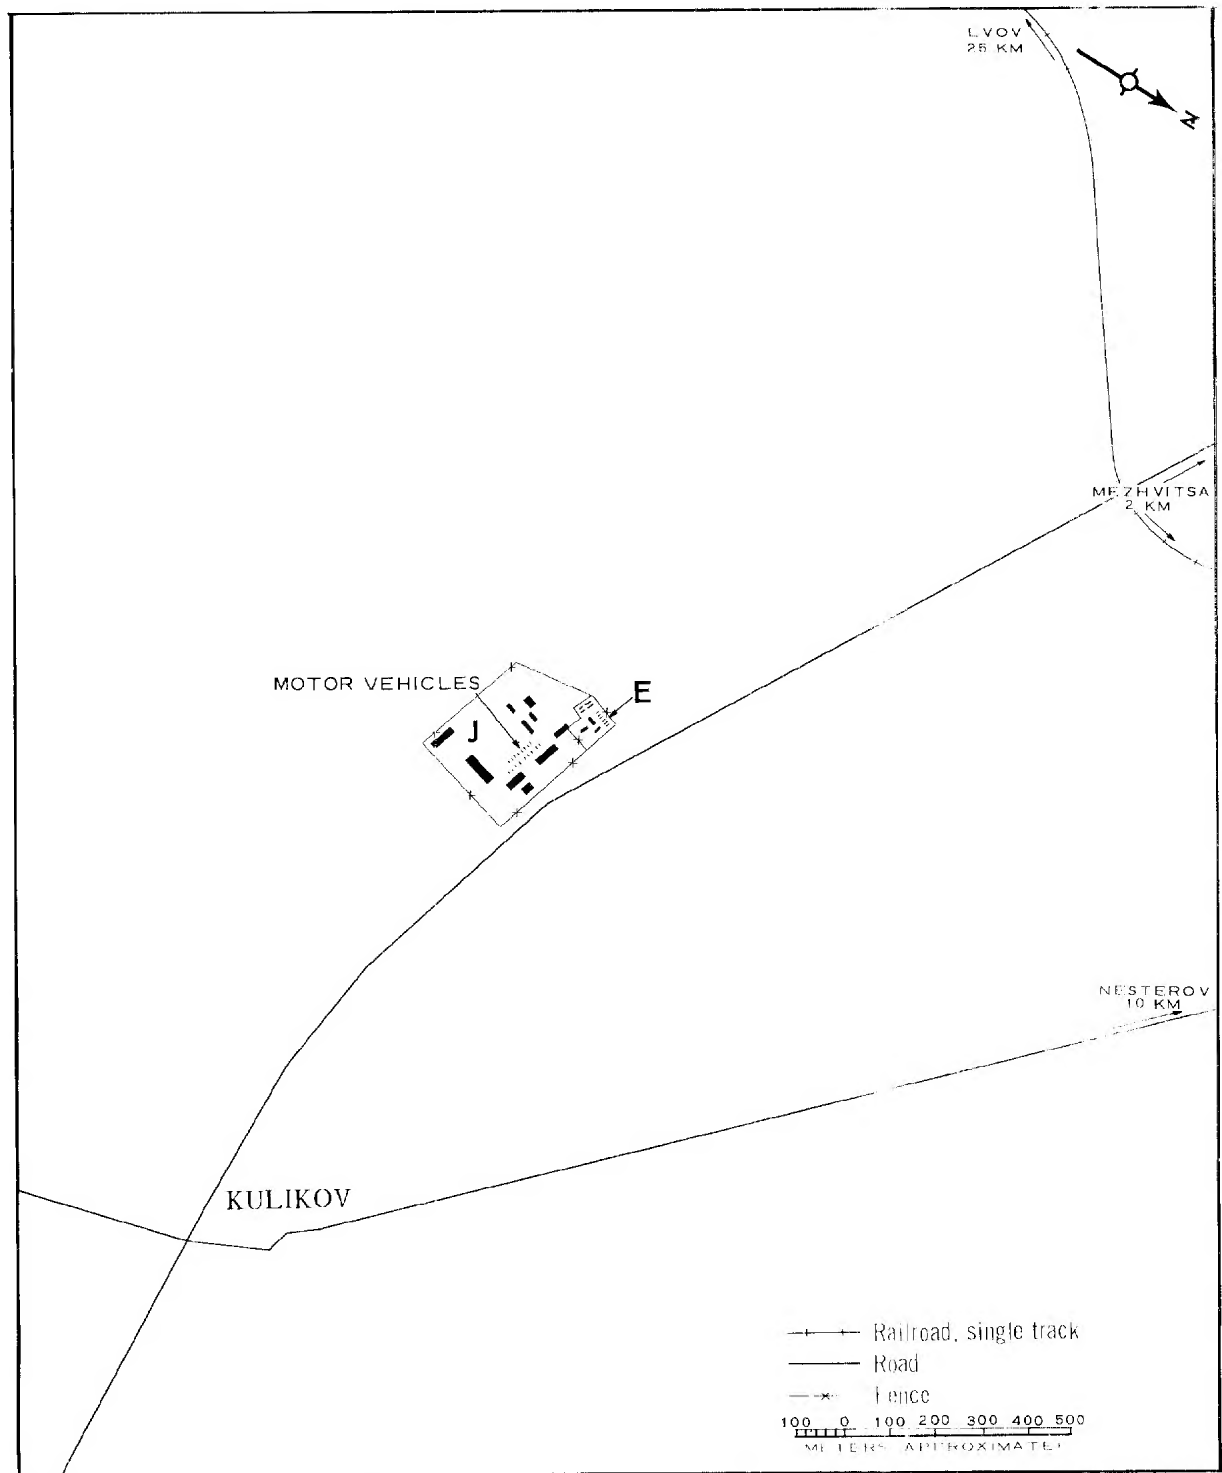 LVOV
25 KM
N
MEZHVITSA
2 KM
MOTOR VEHICLES
E
J
NESTEROV
10 KM
KULIKOV
Railroad, single track
Road
Fence
100 0 100 200 300 400 500
METERS APPROXIMATE